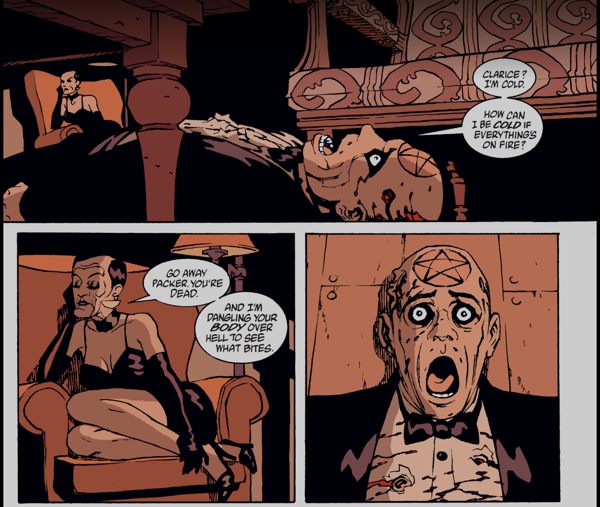 CLARICE?
I'M COLD.
HOW CAN
I BE COLD IF
EVERYTHING'S
ON FIRE?
GO AWAY
PACKER. YOU'RE
DEAD.
AND I'M
DANGLING YOUR
BODY OVER
HELL TO SEE
WHAT BITES.